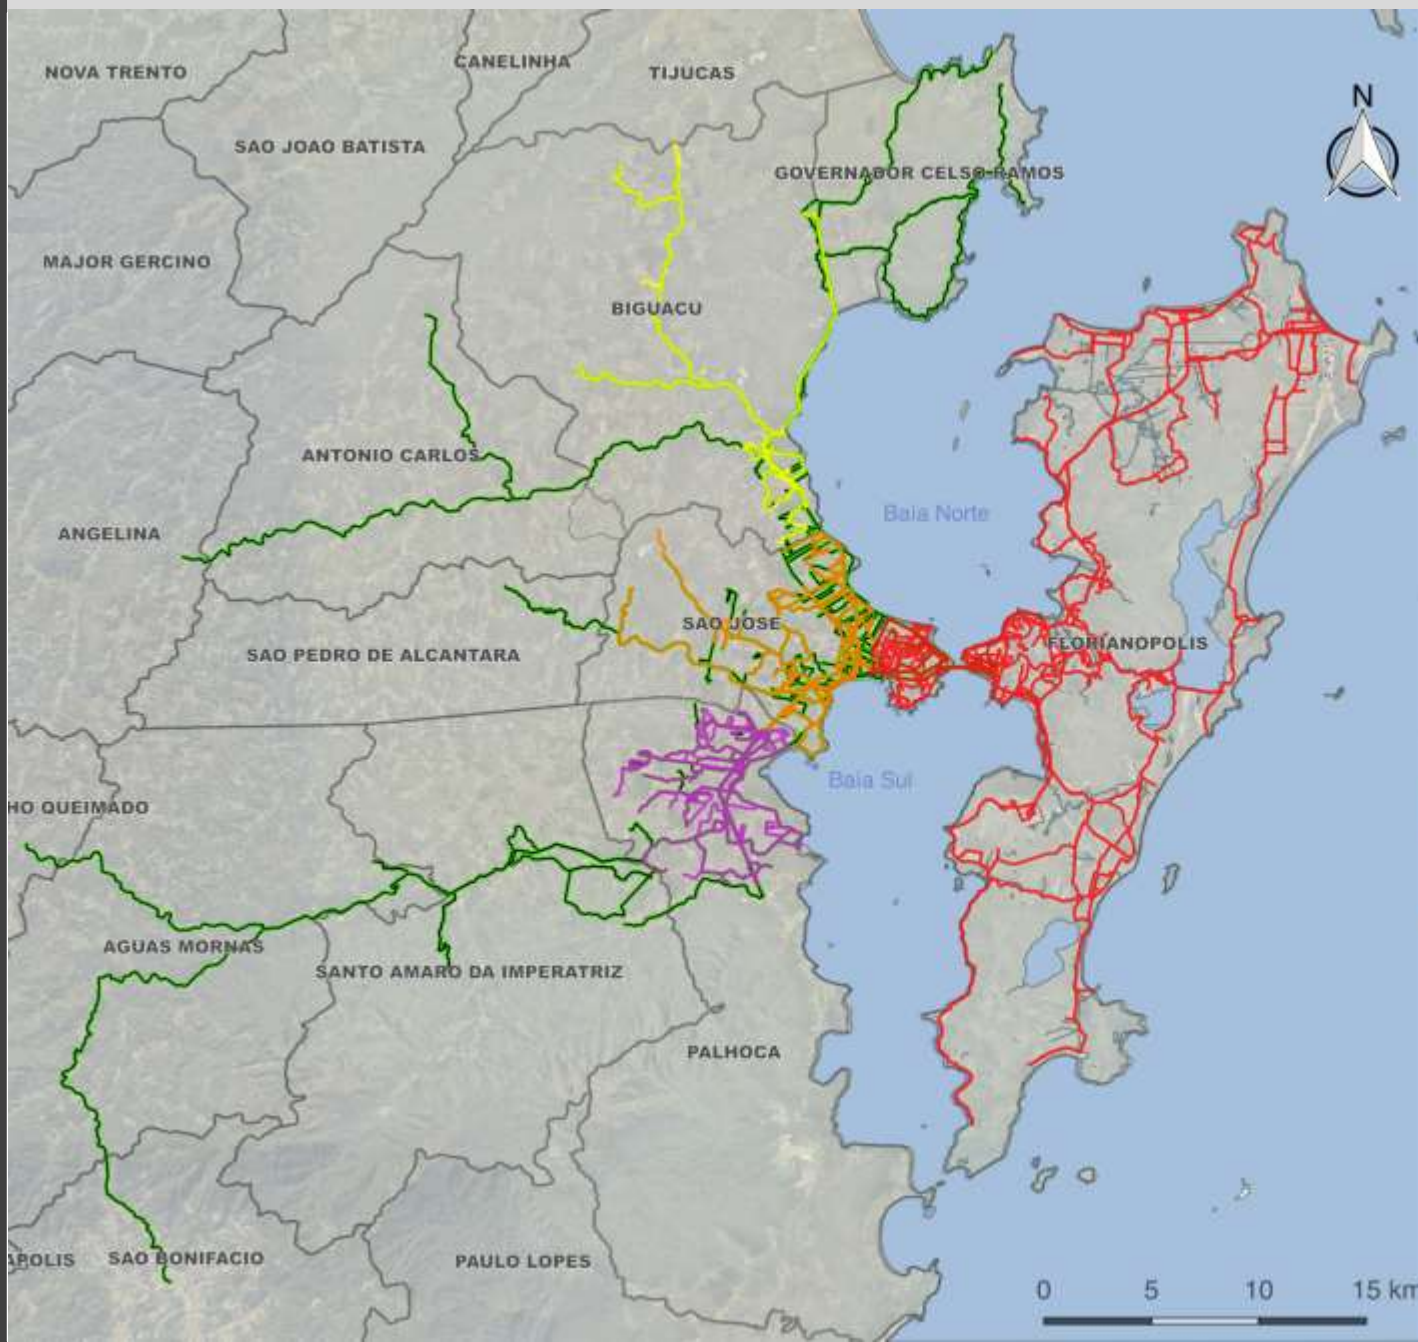 CANELINHA
NOVA TRENTO
TIJUCAS
N
SAO JOAO BATISTA
GOVERNADOR CELSO RAMOS
MAJOR GERCINO
BIGUACU
ANTONIO CARLOS
Baia Norte
ANGELINA
SAO JOSE
FLORIANOPOLIS
SAO PEDRO DE ALCANTARA
Baia Sul
HO QUEIMADO
AGUAS MORNAS
SANTO AMARO DA IMPERATRIZ
PALHOCA
APOLIS
SAO BONIFACIO
PAULO LOPES
0 5 10 15 km